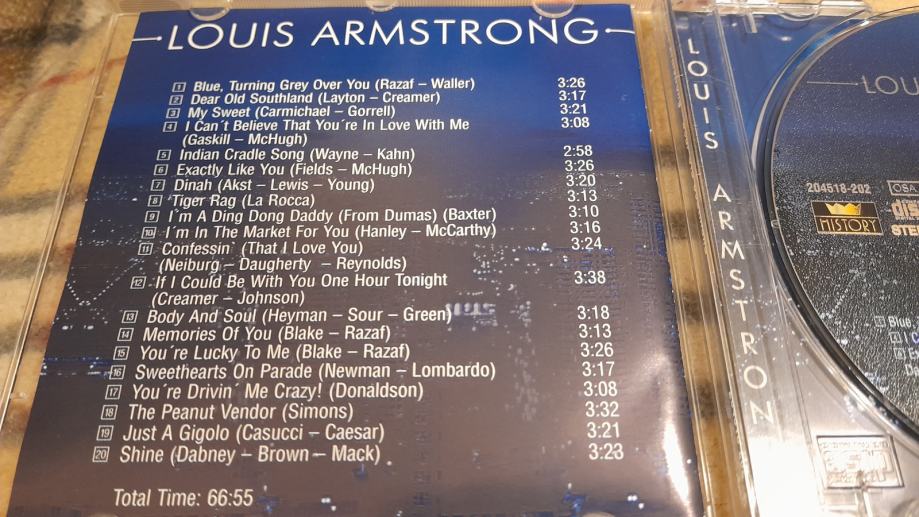 LOUIS ARMSTRONG
1 Blue, Turning Grey Over You (Razaf – Waller) 3:26
2 Dear Old Southland (Layton – Creamer) 3:17
3 My Sweet (Carmichael – Gorrell) 3:21
4 I Can´t Believe That You´re In Love With Me 3:08
(Gaskill – McHugh)
5 Indian Cradle Song (Wayne – Kahn) 2:58
6 Exactly Like You (Fields – McHugh) 3:26
7 Dinah (Akst – Lewis – Young) 3:20
8 Tiger Rag (La Rocca) 3:13
9 I´m A Ding Dong Daddy (From Dumas) (Baxter) 3:10
10 I´m In The Market For You (Hanley – McCarthy) 3:16
11 Confessin´ (That I Love You) 3:24
(Neiburg – Daugherty – Reynolds)
12 If I Could Be With You One Hour Tonight 3:38
(Creamer – Johnson)
13 Body And Soul (Heyman – Sour – Green) 3:18
14 Memories Of You (Blake – Razaf) 3:13
15 You´re Lucky To Me (Blake – Razaf) 3:26
16 Sweethearts On Parade (Newman – Lombardo) 3:17
17 You´re Drivin´ Me Crazy! (Donaldson) 3:08
18 The Peanut Vendor (Simons) 3:32
19 Just A Gigolo (Casucci – Caesar) 3:21
20 Shine (Dabney – Brown – Mack) 3:23
Total Time: 66:55
LOUIS ARMSTRONG
LOU
204518-202
HISTORY
1 Blue